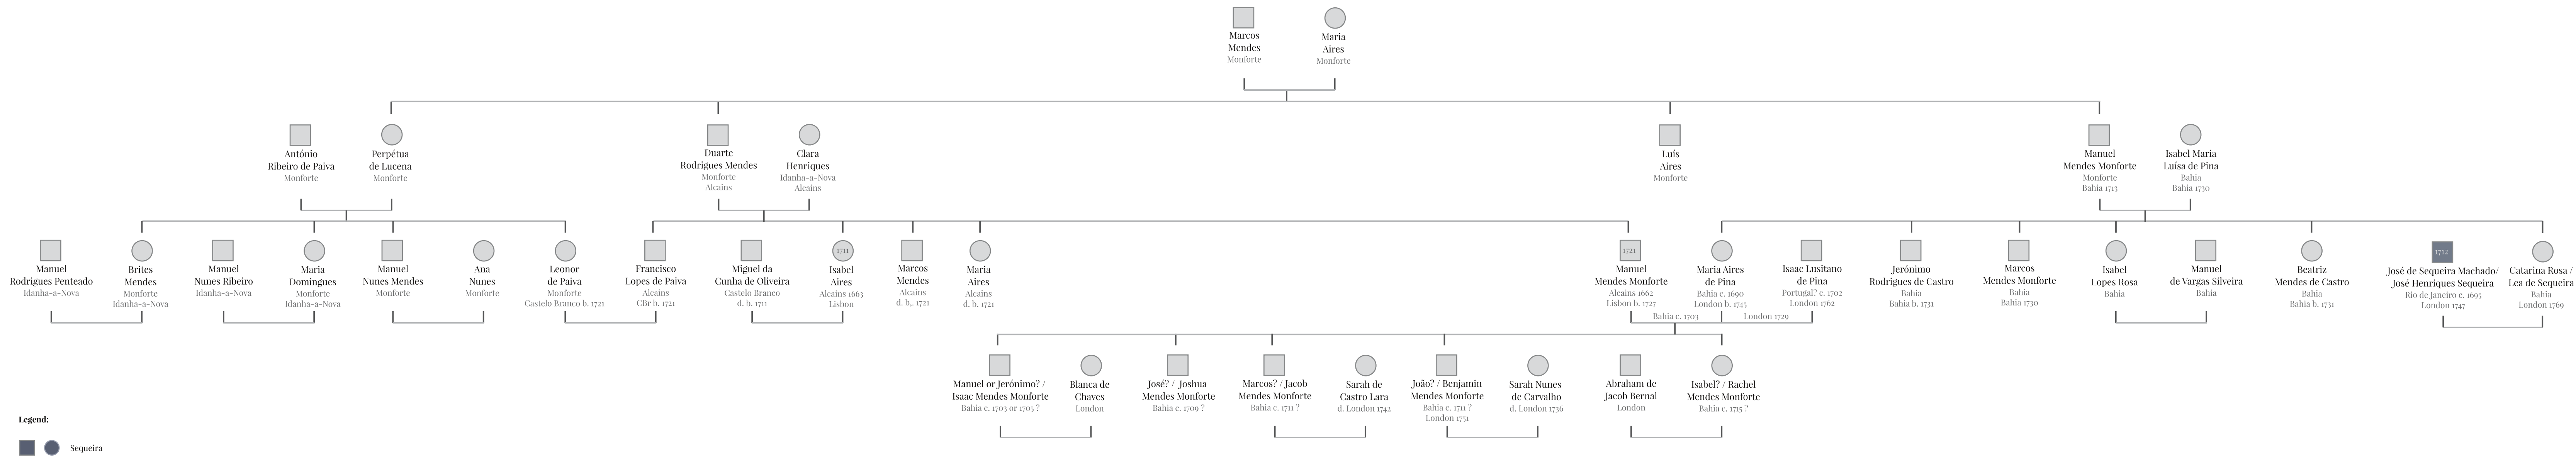 Marcos
Mendes
Monforte
Maria
Aires
Monforte
António
Ribeiro de Paiva
Monforte
Perpétua
de Lucena
Monforte
Duarte
Rodrigues Mendes
Monforte
Alcains
Clara
Henriques
Idanha-a-Nova
Alcains
Luís
Aires
Monforte
Manuel
Mendes Monforte
Monforte
Bahia 1713
Isabel Maria
Luísa de Pina
Bahia
Bahia 1730
Manuel
Rodrigues Penteado
Idanha-a-Nova
Brites
Mendes
Monforte
Idanha-a-Nova
Manuel
Nunes Ribeiro
Idanha-a-Nova
Maria
Domingues
Monforte
Idanha-a-Nova
Manuel
Nunes Mendes
Monforte
Ana
Nunes
Monforte
Leonor
de Paiva
Monforte
Castelo Branco b. 1721
Francisco
Lopes de Paiva
Alcains
CBr b. 1721
Miguel da
Cunha de Oliveira
Castelo Branco
d. b. 1711
1711
Isabel
Aires
Alcains 1663
Lisbon
Marcos
Mendes
Alcains
d. b,. 1721
Maria
Aires
Alcains
d. b. 1721
1721
Manuel
Mendes Monforte
Alcains 1662
Lisbon b. 1727
Maria Aires
de Pina
Bahia c. 1690
London b. 1745
Isaac Lusitano
de Pina
Portugal? c. 1702
London 1762
Bahia c. 1703
London 1729
Jerónimo
Rodrigues de Castro
Bahia
Bahia b. 1731
Marcos
Mendes Monforte
Bahia
Bahia 1730
Isabel
Lopes Rosa
Bahia
Manuel
de Vargas Silveira
Bahia
Beatriz
Mendes de Castro
Bahia
Bahia b. 1731
1712
José de Sequeira Machado/
José Henriques Sequeira
Rio de Janeiro c. 1695
London 1747
Catarina Rosa /
Lea de Sequeira
Bahia
London 1769
Manuel or Jerónimo? /
Isaac Mendes Monforte
Bahia c. 1703 or 1705 ?
Blanca de
Chaves
London
José? / Joshua
Mendes Monforte
Bahia c. 1709 ?
Marcos? / Jacob
Mendes Monforte
Bahia c. 1711 ?
Sarah de
Castro Lara
d. London 1742
João? / Benjamin
Mendes Monforte
Bahia c. 1711 ?
London 1751
Sarah Nunes
de Carvalho
d. London 1736
Abraham de
Jacob Bernal
London
Isabel? / Rachel
Mendes Monforte
Bahia c. 1715 ?
Legend:
Sequeira